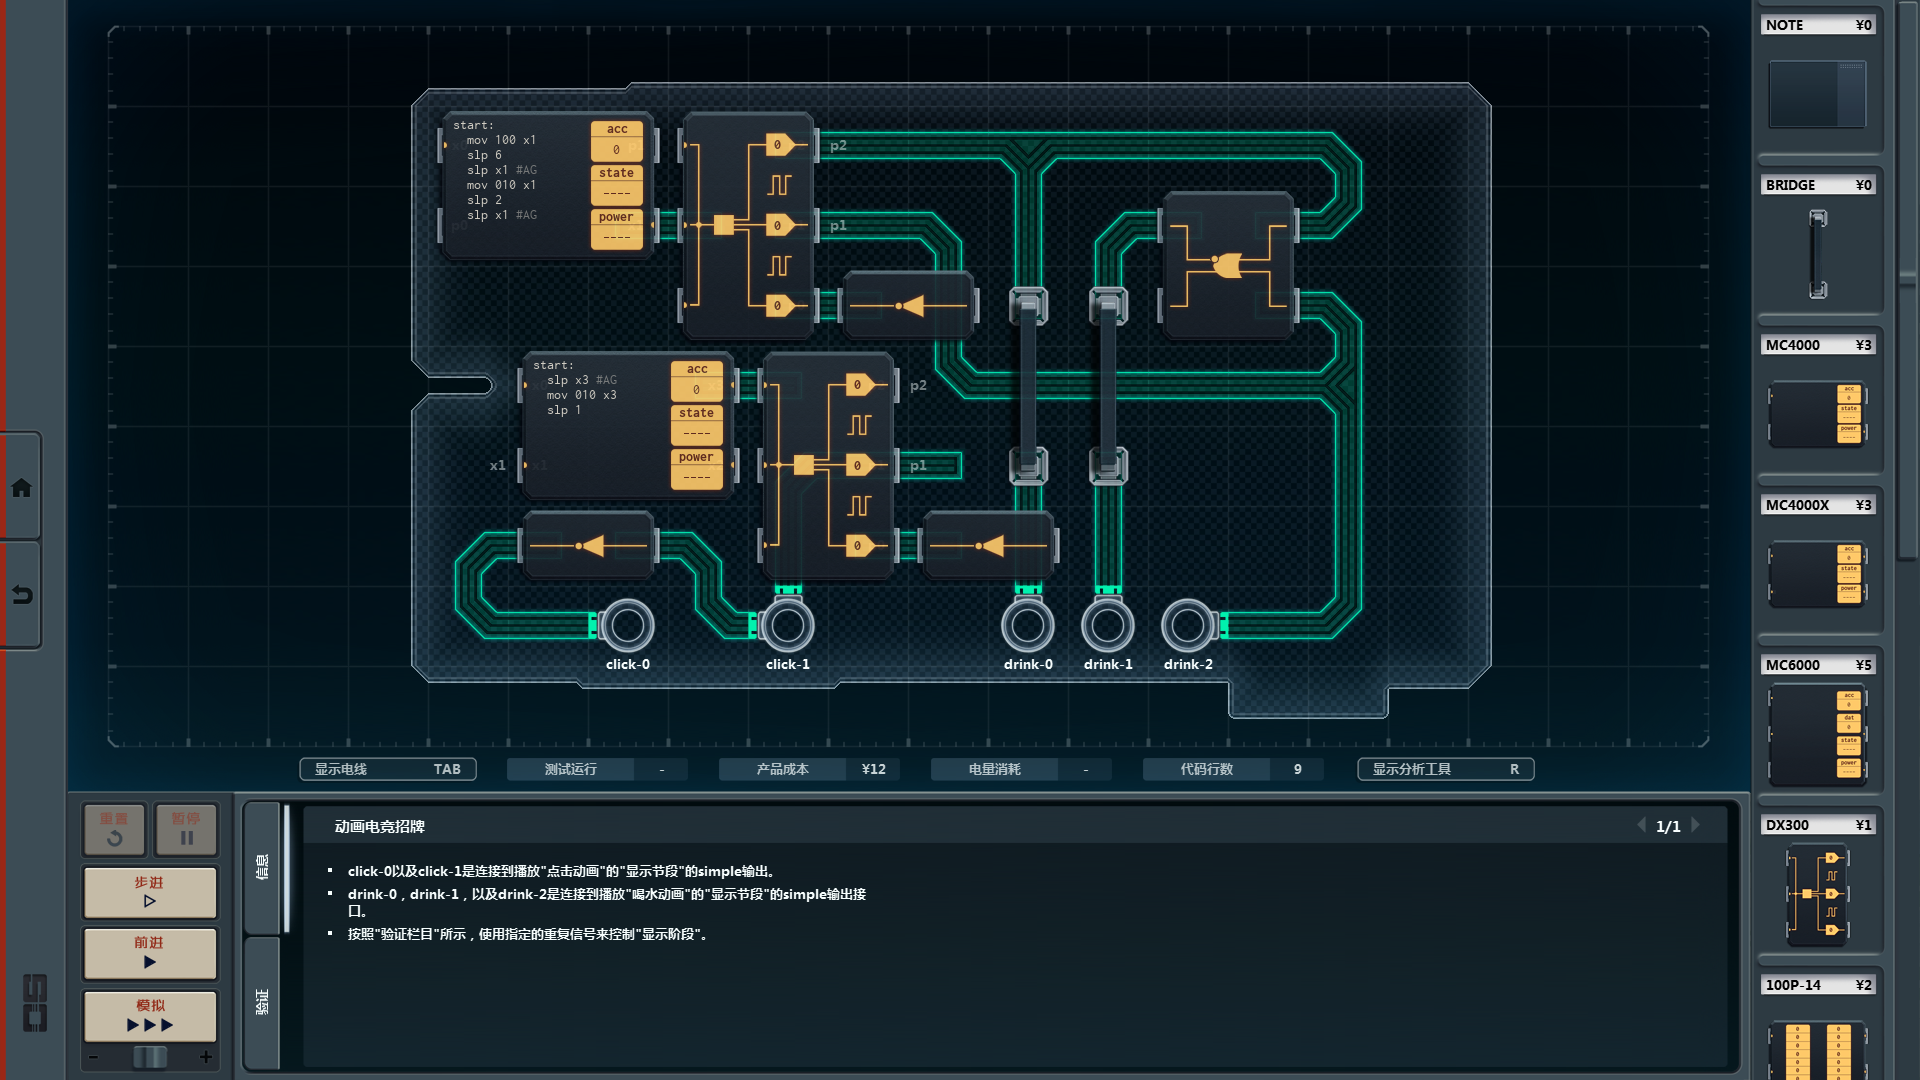 NOTE ¥0
start:
mov 100 x1
slp 6
slp x1 #AG
mov 010 x1
slp 2
slp x1 #AG
acc
0
state
----
power
----
0
0
0
p2
p1
BRIDGE ¥0
MC4000 ¥3
start:
slp x3 #AG
mov 010 x3
slp 1
acc
0
state
----
power
----
x1 x1
0
0
0
p2
p1
MC4000X ¥3
click-0
click-1
drink-0
drink-1
drink-2
MC6000 ¥5
显示电线 TAB
测试运行 -
产品成本 ¥12
电量消耗 -
代码行数 9
显示分析工具 R
重置
暂停
步进
前进
模拟
- +
信息
验证
动画电竞招牌
1/1
▪ click-0以及click-1是连接到播放"点击动画"的"显示节段"的simple输出。
▪ drink-0，drink-1，以及drink-2是连接到播放"喝水动画"的"显示节段"的simple输出接
口。
▪ 按照"验证栏目"所示，使用指定的重复信号来控制"显示阶段"。
DX300 ¥1
100P-14 ¥2